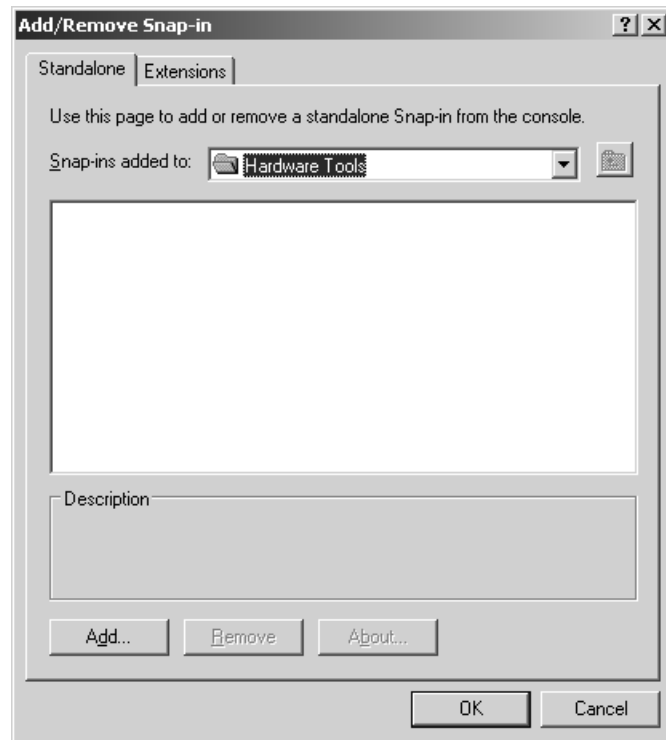 Add/Remove Snap-in
Standalone Extensions
Use this page to add or remove a standalone Snap-in from the console.
Snap-ins added to: Hardware Tools
Description
Add... Remove About...
OK Cancel